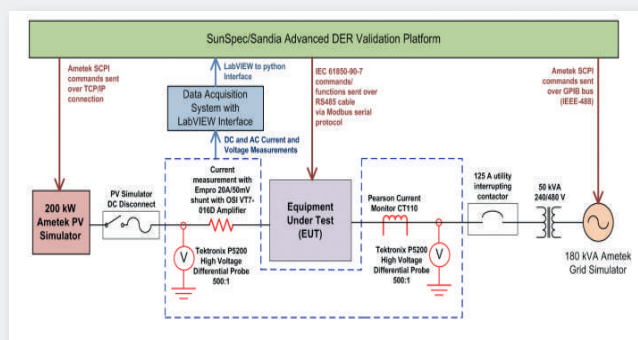 SunSpec/Sandia Advanced DER Validation Platform
Ametek SCPI
commands sent
over TCP/IP
connection
LabVIEW to python
Interface
Data Acquisition
System with
LabVIEW Interface
DC and AC Current and
Voltage Measurements
IEC 61850-90-7
commands/
functions sent over
RS485 cable
via Modbus serial
protocol
Ametek SCPI
commands sent
over GPIB bus
(IEEE-488)
200 kW
Ametek PV
Simulator
PV Simulator
DC Disconnect
Current
measurement with
Empro 20A/50mV
shunt with OSI VT7-
016D Amplifier
V
Tektronix P5200
High Voltage
Differential Probe
500:1
Equipment
Under Test
(EUT)
Pearson Current
Monitor CT110
Tektronix P5200
High Voltage
Differential Probe
500:1
V
125 A utility
interrupting
contactor
50 kVA
240/480 V
180 kVA Ametek
Grid Simulator